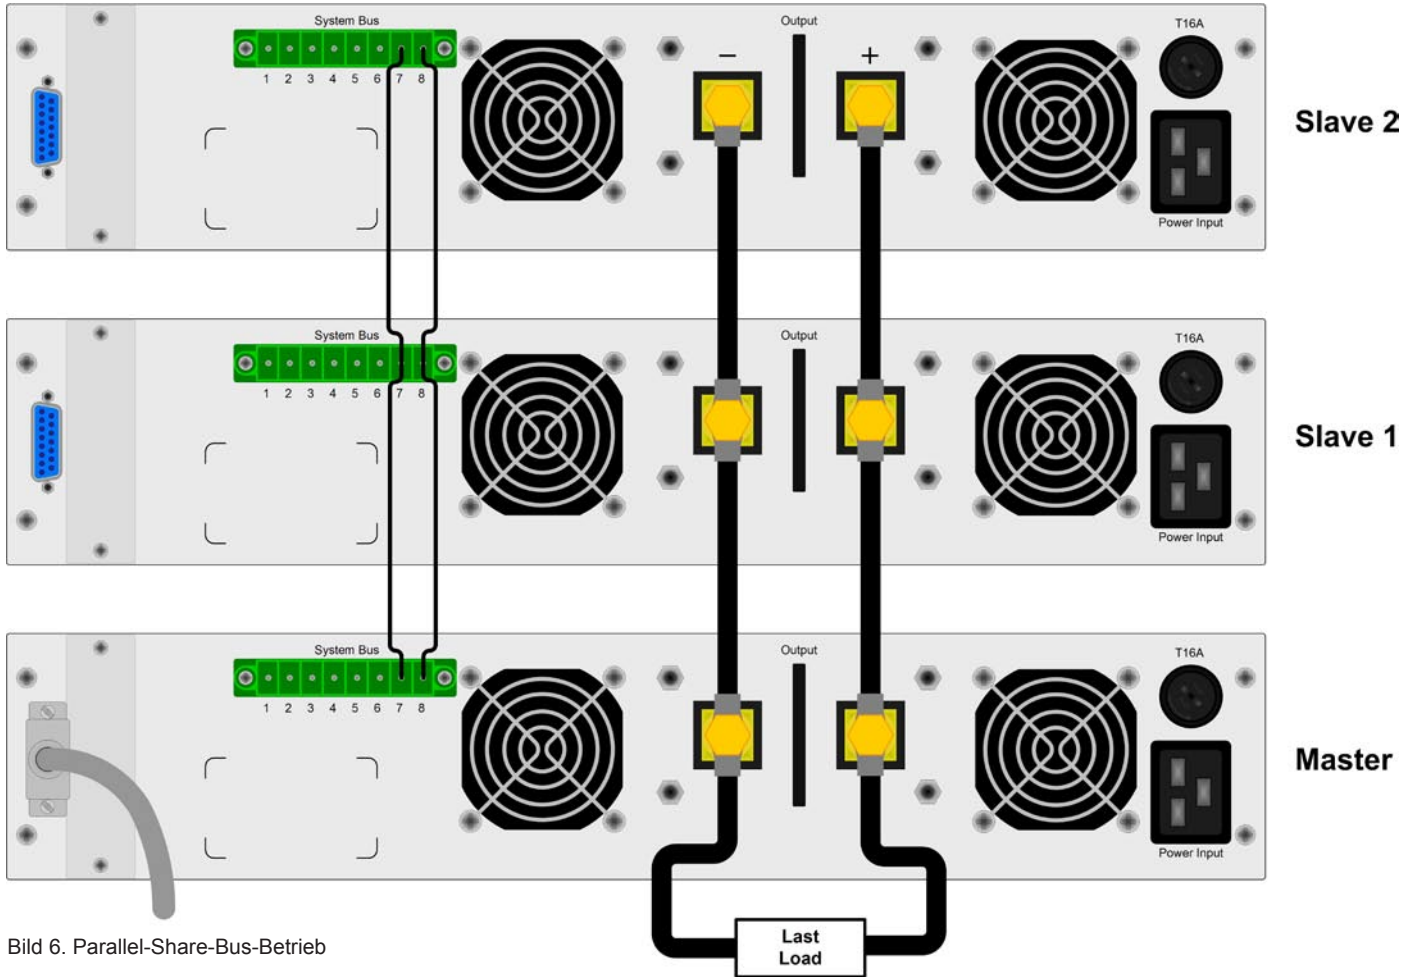 System Bus
Output
T16A
− +
1 2 3 4 5 6 7 8
Slave 2
Power Input
System Bus
Output
T16A
1 2 3 4 5 6 7 8
Slave 1
Power Input
System Bus
Output
T16A
1 2 3 4 5 6 7 8
Master
Power Input
Last
Load
Bild 6. Parallel-Share-Bus-Betrieb